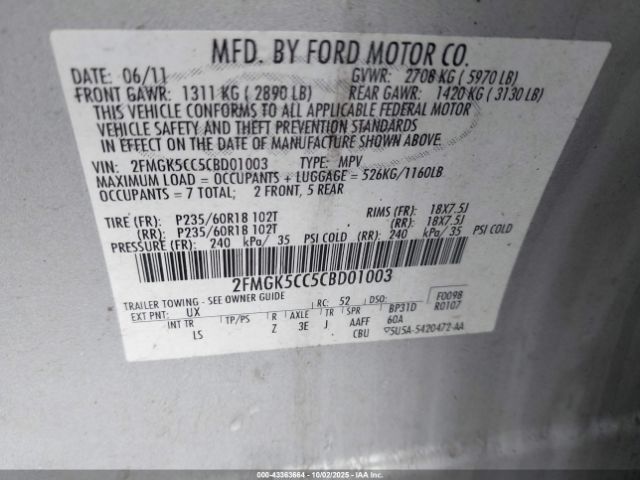 MFD. BY FORD MOTOR CO.
DATE: 06/11 GVWR: 2708 KG ( 5970 LB)
FRONT GAWR: 1311 KG ( 2890 LB) REAR GAWR: 1420 KG ( 3130 LB)
THIS VEHICLE CONFORMS TO ALL APPLICABLE FEDERAL MOTOR
VEHICLE SAFETY AND THEFT PREVENTION STANDARDS
IN EFFECT ON THE DATE OF MANUFACTURE SHOWN ABOVE.
VIN: 2FMGK5CC5CBD01003 TYPE: MPV
MAXIMUM LOAD = OCCUPANTS + LUGGAGE = 526KG/1160LB
OCCUPANTS = 7 TOTAL; 2 FRONT, 5 REAR
TIRE (FR): P235/60R18 102T RIMS (FR): 18X7.5J
(RR): P235/60R18 102T (RR): 18X7.5J
PRESSURE (FR): 240 kPa/ 35 PSI COLD (RR): 240 kPa/ 35 PSI COLD
2FMGK5CC5CBD01003
TRAILER TOWING - SEE OWNER GUIDE RC: 52 DSO: F0098
EXT PNT: UX BP31D R0107
INT TR TP/PS R AXLE TR SPR 60A
LS Z 3E J AAFF CBU 5U5A-5420472-AA
000-43363664 | 10/02/2025 | IAAI.COM